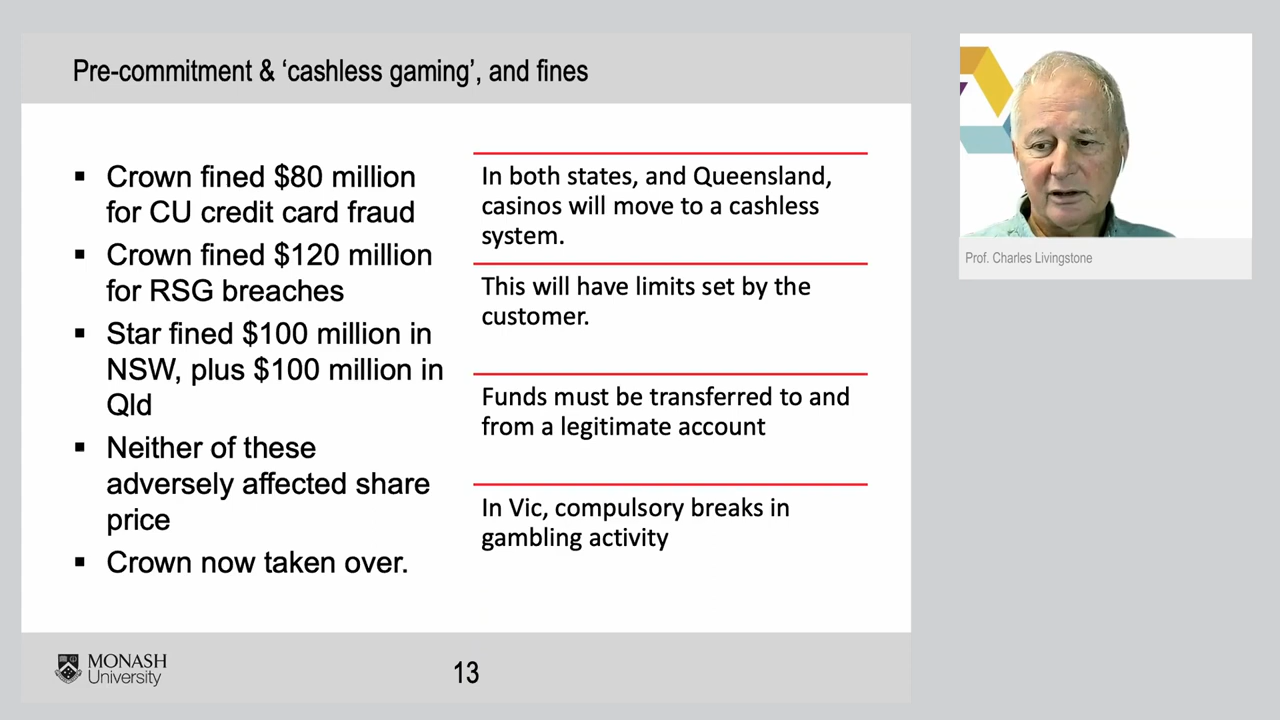 Pre-commitment & ‘cashless gaming’, and fines
▪ Crown fined $80 million
for CU credit card fraud
▪ Crown fined $120 million
for RSG breaches
▪ Star fined $100 million in
NSW, plus $100 million in
Qld
▪ Neither of these
adversely affected share
price
▪ Crown now taken over.
In both states, and Queensland,
casinos will move to a cashless
system.
This will have limits set by the
customer.
Funds must be transferred to and
from a legitimate account
In Vic, compulsory breaks in
gambling activity
MONASH
University
13
Prof. Charles Livingstone